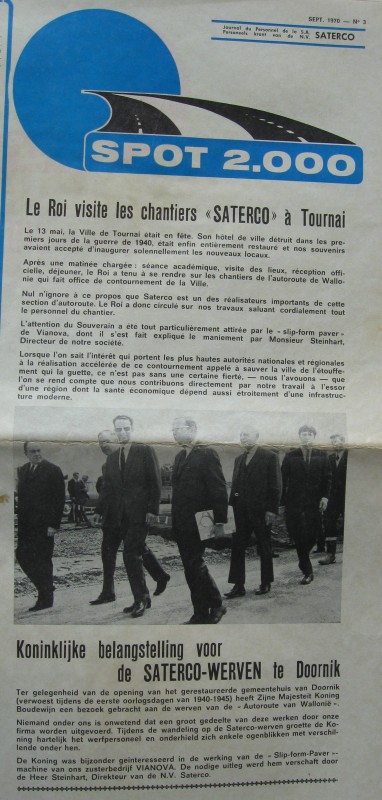 SEPT. 1970 — N° 3
Journal de Personnel de la S.A.
Personeels krant van de N.V. SATERCO
SPOT 2.000
Le Roi visite les chantiers «SATERCO» à Tournai
Le 13 mai, la Ville de Tournai était en fête. Son hôtel de ville détruit dans les pre-
miers jours de la guerre de 1940, était enfin entièrement restauré et nos souverains
avaient accepté d'inaugurer solennellement les nouveaux locaux.
Après une matinée chargée : séance académique, visite des lieux, réception offi-
cielle, déjeuner, le Roi a tenu à se rendre sur les chantiers de l'autoroute de Wallo-
nie qui fait office de contournement de la Ville.
Nul n'ignore à ce propos que Saterco est un des réalisateurs importants de cette
section d'autoroute. Le Roi a donc circulé sur nos travaux saluant cordialement tout
le personnel du chantier.
L'attention du Souverain a été tout particulièrement attirée par le - slip-form paver -
de Vianova, dont il s'est fait expliqué le maniement par Monsieur Steinhart,
Directeur de notre société.
Lorsque l'on sait l'intérêt qui portent les plus hautes autorités nationales et régionales
à la réalisation accélérée de ce contournement appelé a sauver la ville de l'étouffe-
ment qui la guette, ce n'est pas sans une certaine fierté, — nous l'avouons — que
l'on se rend compte que nous contribuons directement par notre travail à l'essor
d'une région dont la santé économique dépend aussi etroitement d'une infrastruc-
ture moderne.
Koninklijke belangstelling voor
de SATERCO-WERVEN te Doornik
Ter gelegenheid van de opening van het gerestaureerde gemeentehuis van Doornik
(verwoest tijdens de eerste oorlogsdagen van 1940-1945) heeft Zijne Majesteit Koning
Boudewijn een bezoek gebracht aan de werven van de - Autoroute van Wallonië -.
Niemand onder ons is onwetend dat een groot gedeelte van deze werken door onze
firma worden uitgevoerd. Tijdens de wandeling op de Saterco werven groette de Ko-
ning hartelijk het werfpersoneel en onderhield zich enkele ogenblikken met verschil-
lende onder hen.
De Koning was bijzonder geinteresseerd in de werking van de - Slip-form-Paver --
machine van ons zusterbedrijf VIANOVA. De nodige uitleg werd hem verschaft door
de Heer Steinhart, Direkteur van de N.V. Saterco.